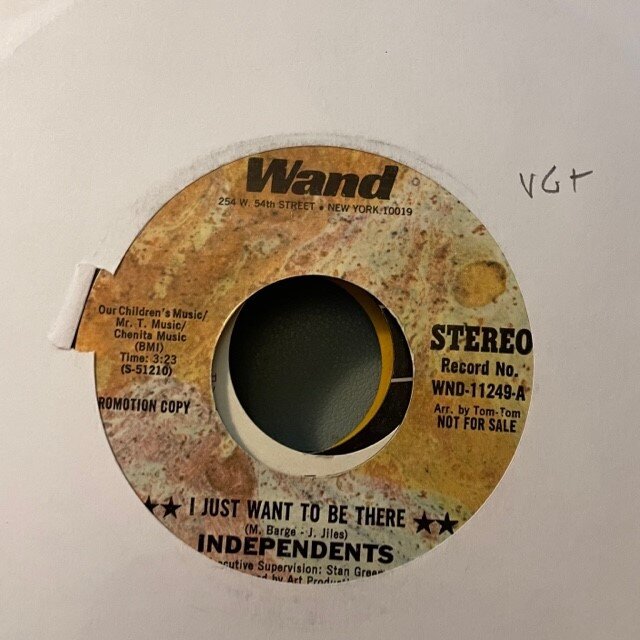 Wand
254 W. 54th STREET • NEW YORK, 10019
VG+
Our Children's Music/
Mr. T. Music/
Chenita Music
(BMI)
Time: 3:23
(S-51210)
ROMOTION COPY
STEREO
Record No.
WND-11249-A
Arr. by Tom-Tom
NOT FOR SALE
★★ I JUST WANT TO BE THERE ★★
(M. Barge - J. Jiles)
INDEPENDENTS
cutive Supervision: Stan Green
by Art Produc